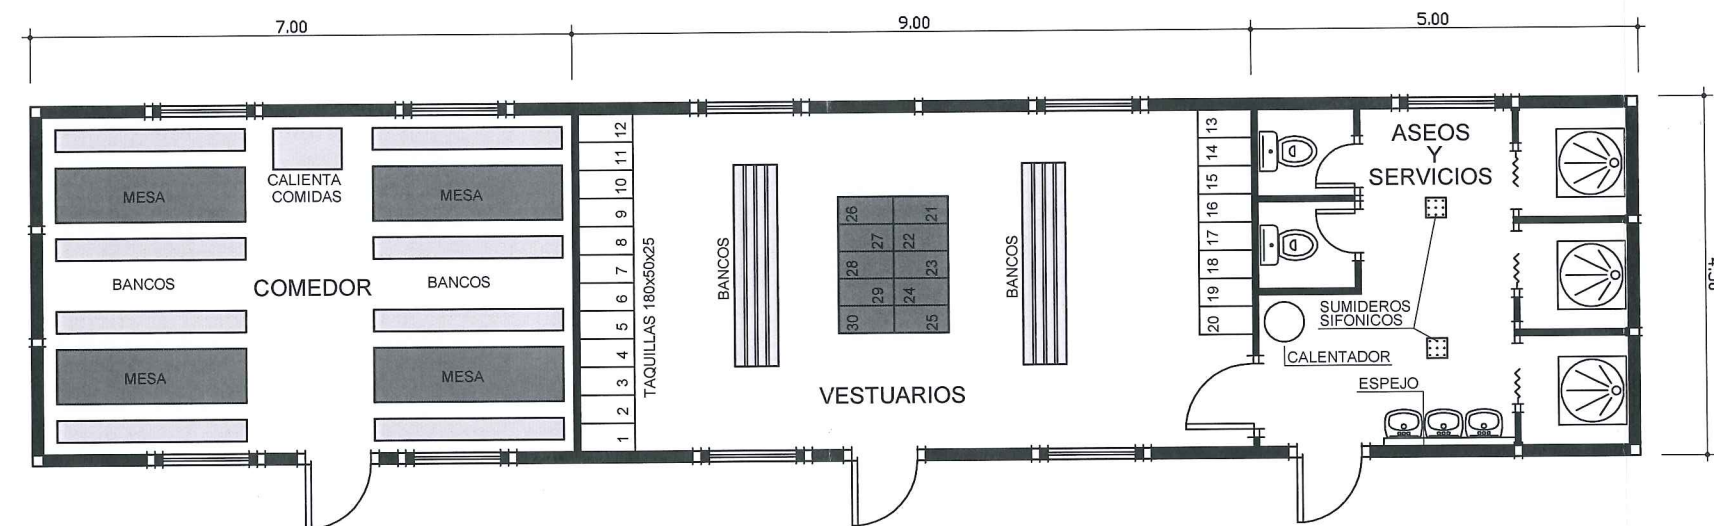 7.00
9.00
5.00
CALIENTA
COMIDAS
MESA
MESA
BANCOS
COMEDOR
BANCOS
MESA
MESA
12
11
10
9
8
7
6
5
4
3
2
1
TAQUILLAS 180x50x25
BANCOS
26
21
27
22
28
23
29
24
30
25
BANCOS
VESTUARIOS
13
14
15
16
17
18
19
20
ASEOS
Y
SERVICIOS
SUMIDEROS
SIFONICOS
CALENTADOR
ESPEJO